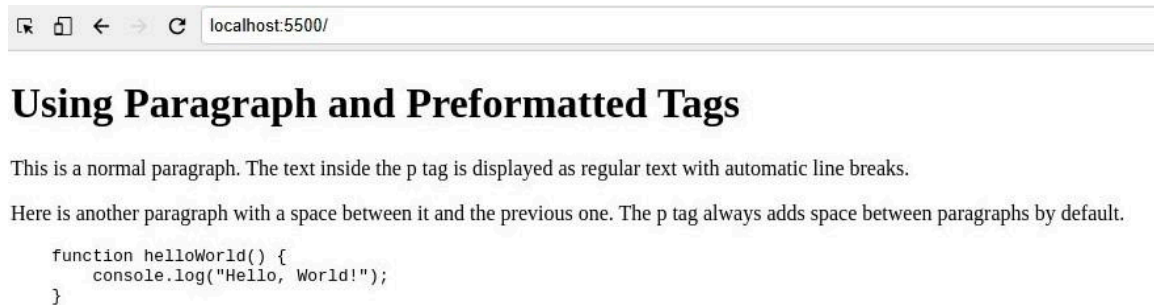 localhost:5500/
Using Paragraph and Preformatted Tags
This is a normal paragraph. The text inside the p tag is displayed as regular text with automatic line breaks.
Here is another paragraph with a space between it and the previous one. The p tag always adds space between paragraphs by default.
    function helloWorld() {
        console.log("Hello, World!");
    }